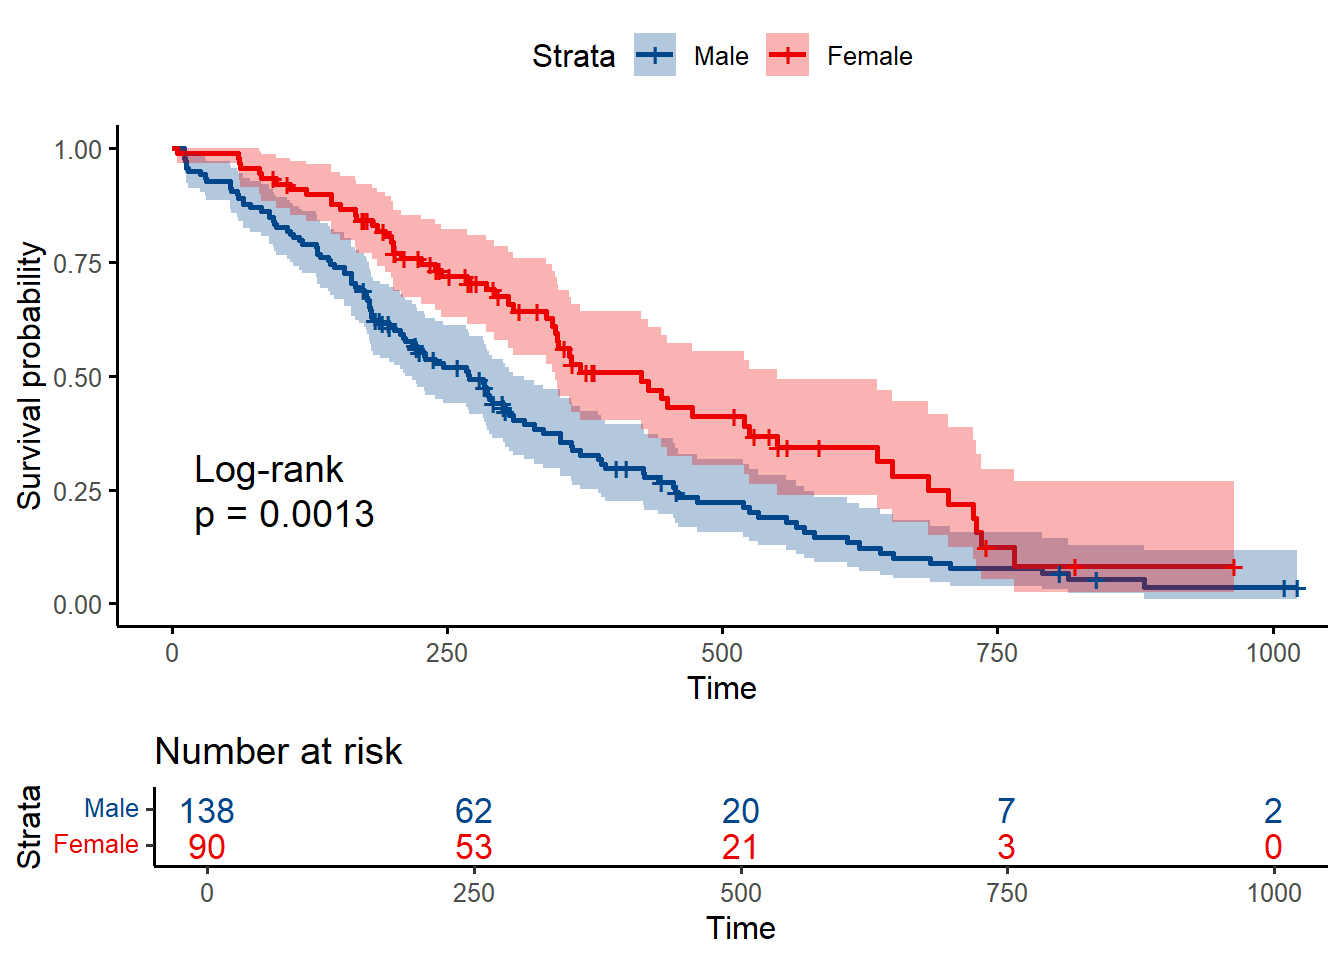 Strata Male Female
1.00
0.75
0.50
0.25
0.00
Survival probability
Log-rank
p = 0.0013
0 250 500 750 1000
Time
Number at risk
Strata
Male 138 62 20 7 2
Female 90 53 21 3 0
0 250 500 750 1000
Time